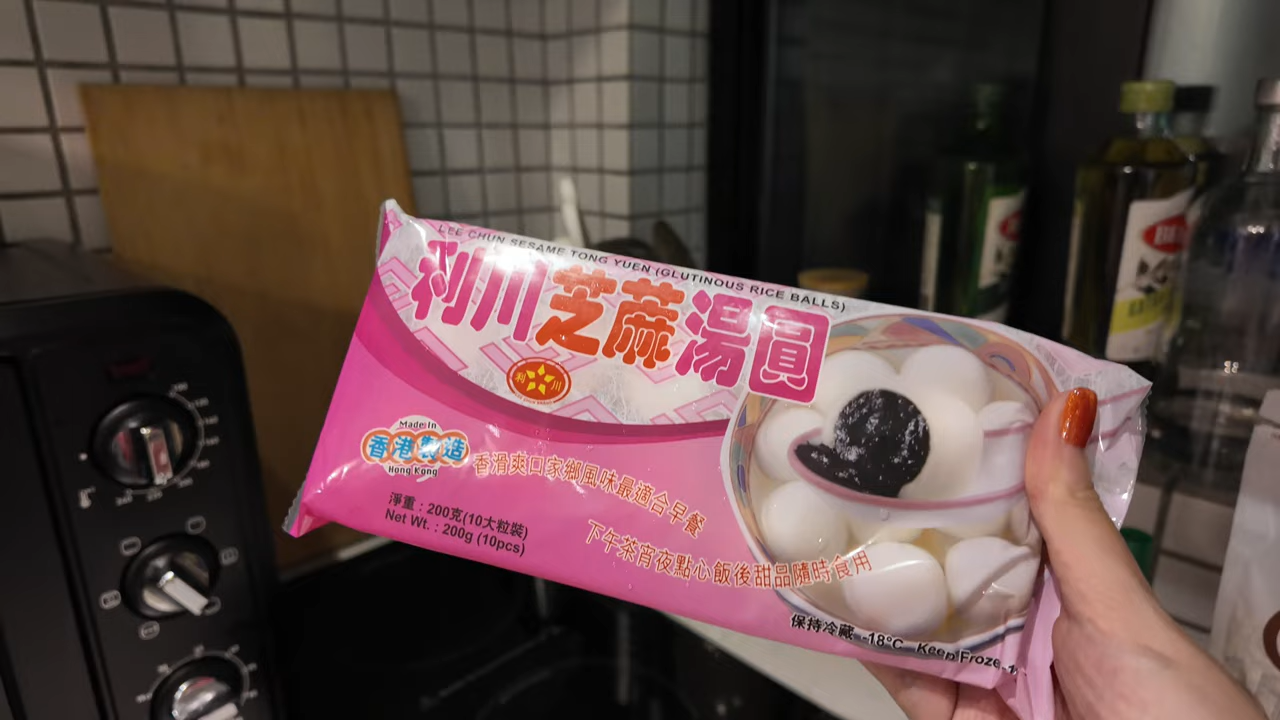 LEE CHUN SESAME TONG YUEN (GLUTINOUS RICE BALLS)
利川芝蔴湯圓
利 川
Made In
香港製造
Hong Kong
香滑爽口家鄉風味最適合早餐
下午茶宵夜點心飯後甜品隨時食用
淨重：200克(10大粒裝)
Net Wt. : 200g (10pcs)
保持冷藏 -18°C Keep Froze